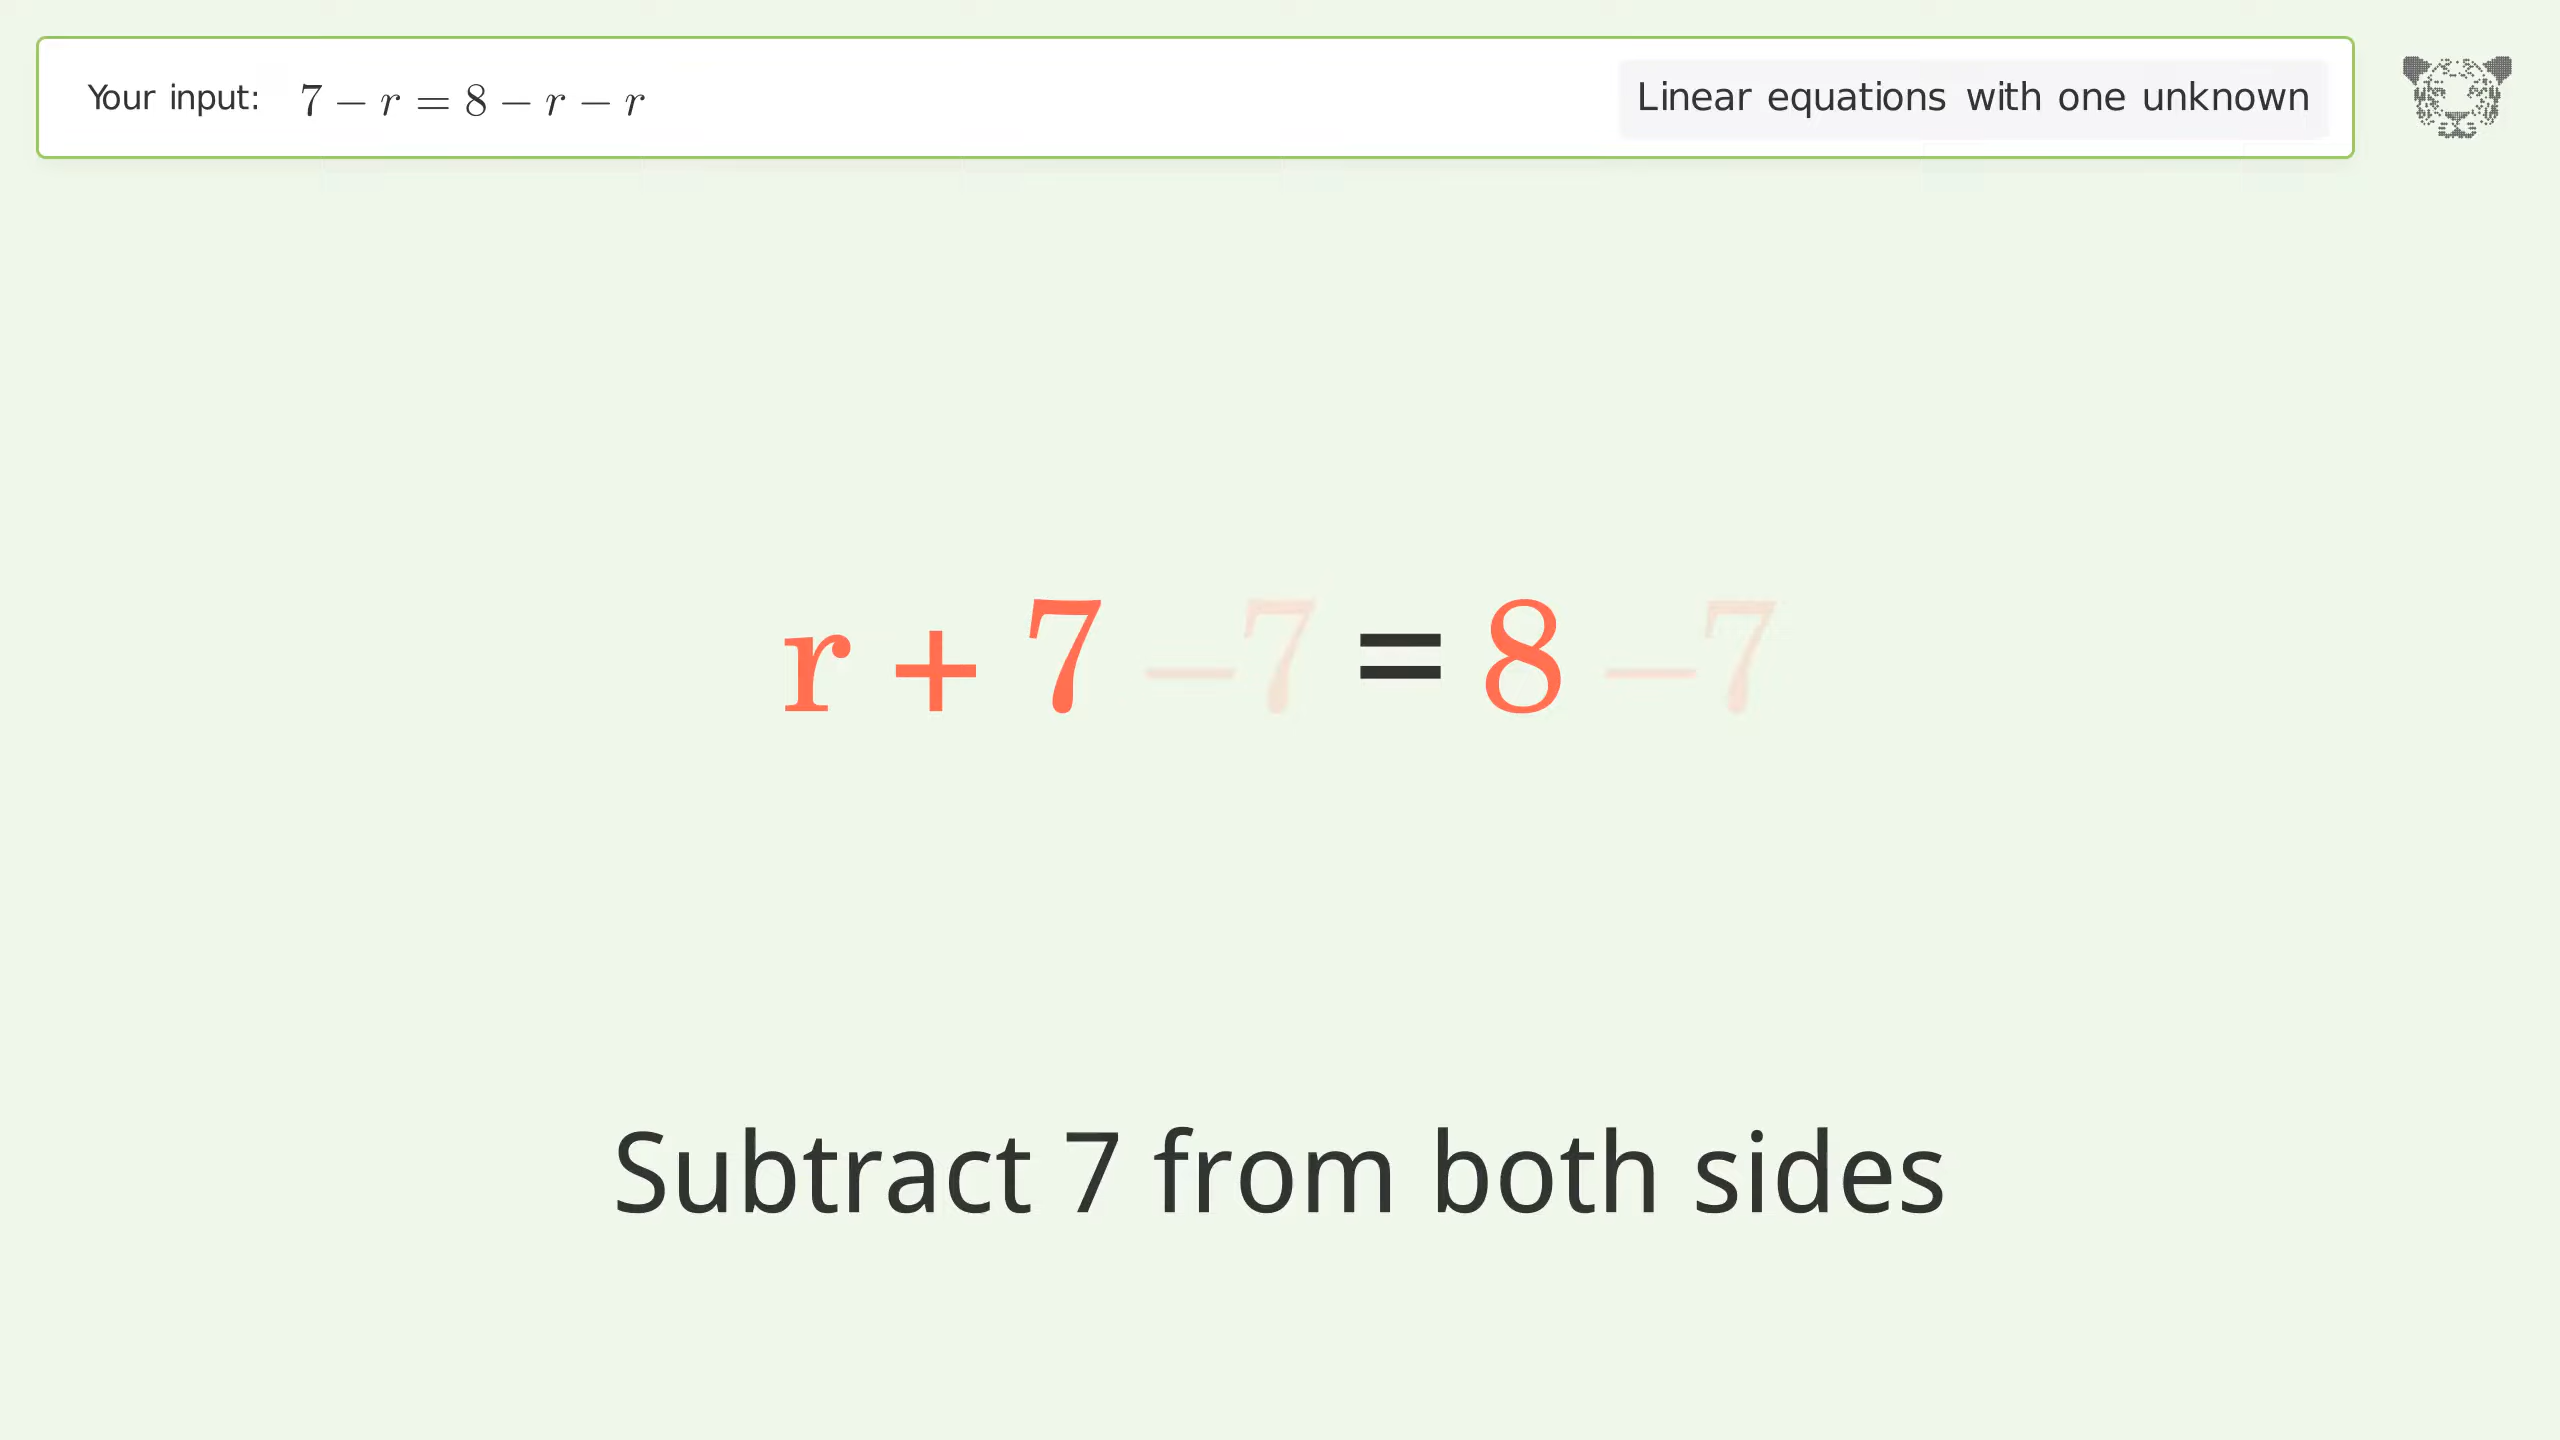 Your input: 7 − r = 8 − r − r
Linear equations with one unknown
r + 7 −7 = 8 −7
Subtract 7 from both sides